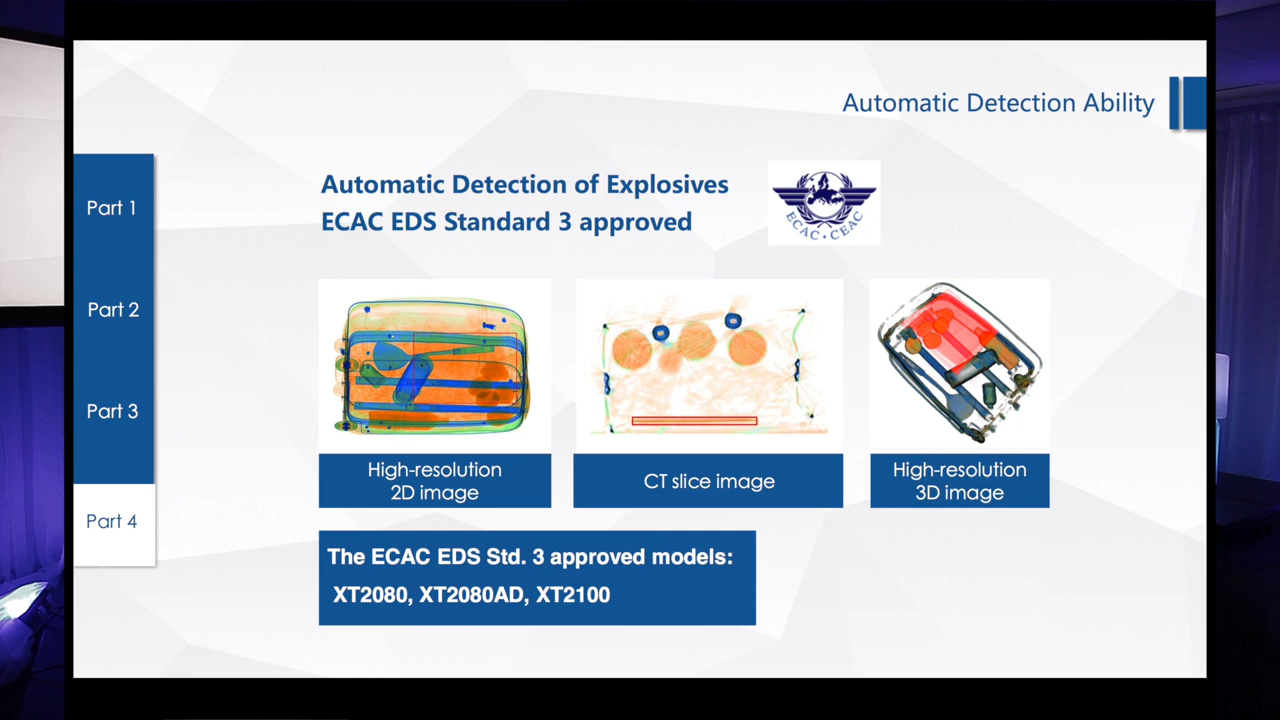 Automatic Detection Ability
Part 1
Part 2
Part 3
Part 4
Automatic Detection of Explosives
ECAC EDS Standard 3 approved
ECAC • CEAC
High-resolution
2D image
CT slice image
High-resolution
3D image
The ECAC EDS Std. 3 approved models:
XT2080, XT2080AD, XT2100